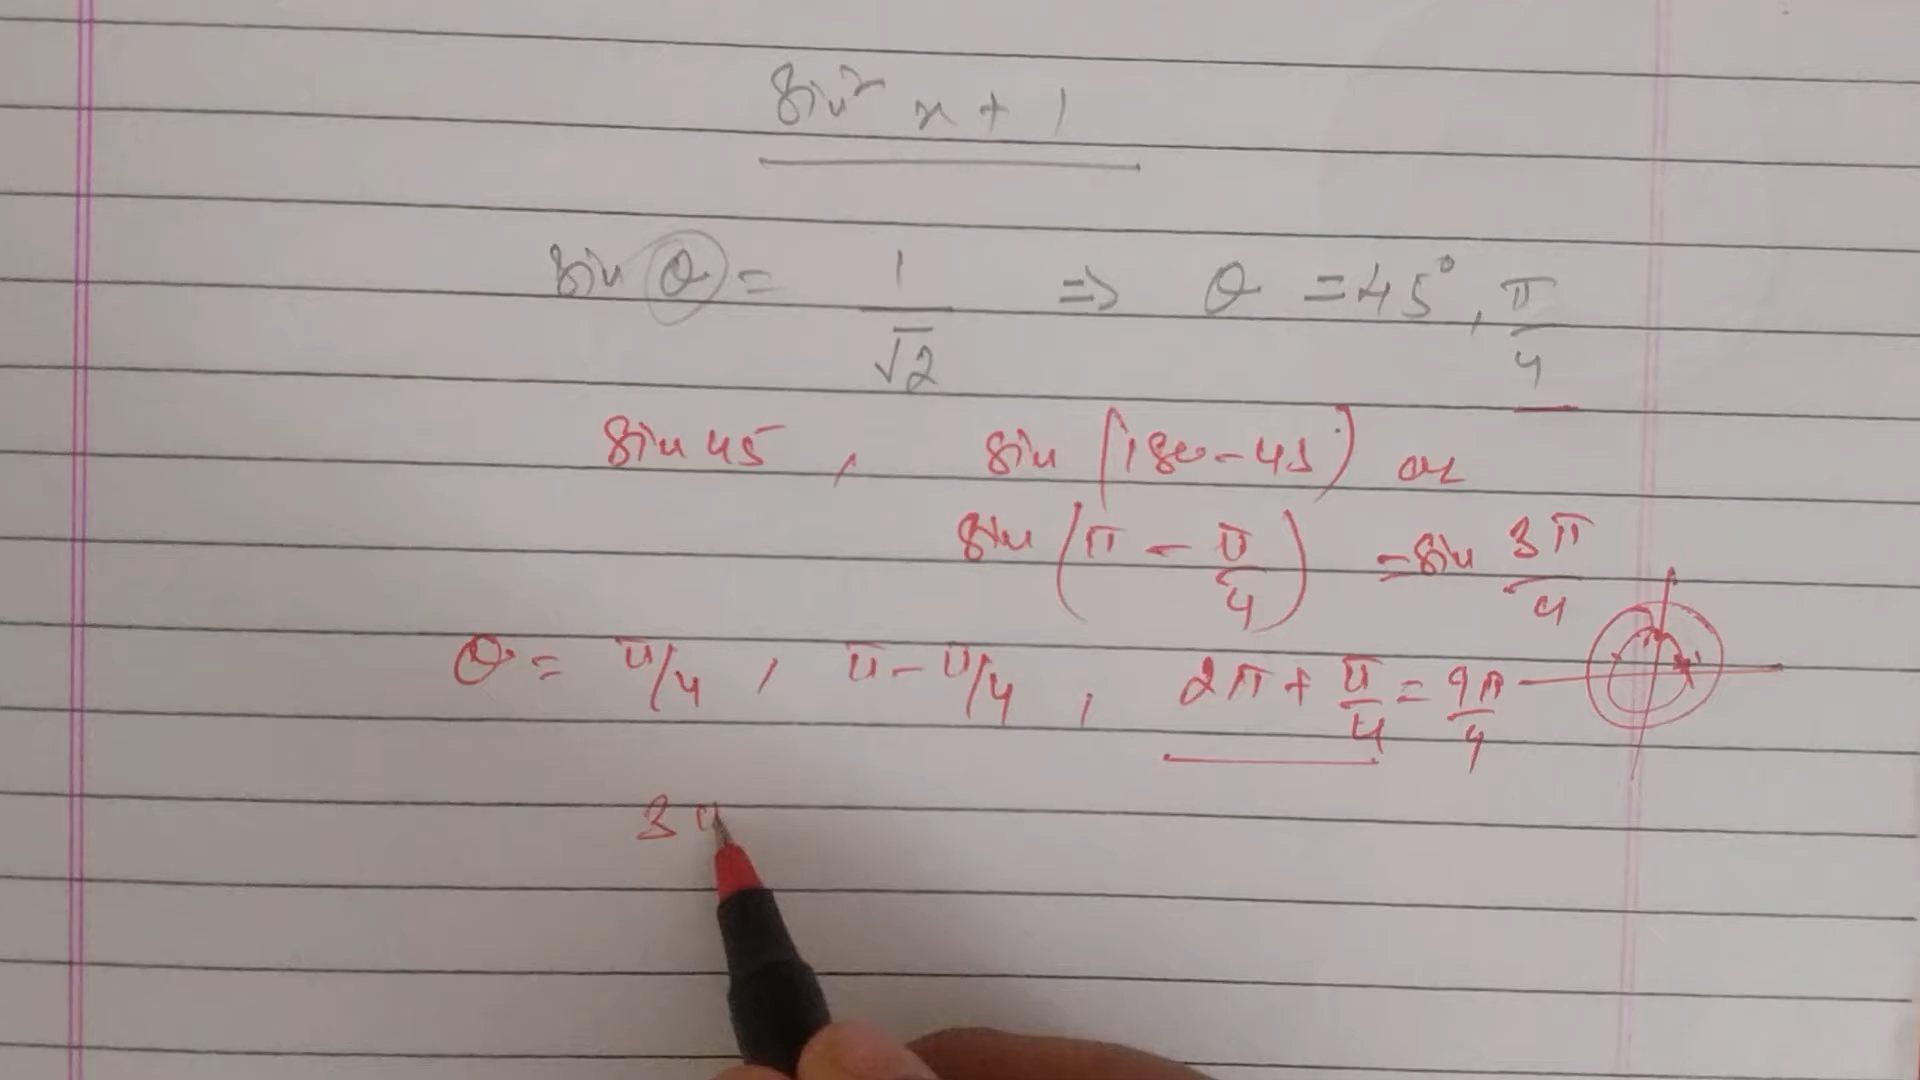 sin² x + 1
sin θ = 1/√2 ⇒ θ = 45°, π/4
sin 45 , sin (180 - 45) or
sin (π - π/4) = sin 3π/4
θ = π/4 , π - π/4 , 2π + π/4 = 9π/4
3